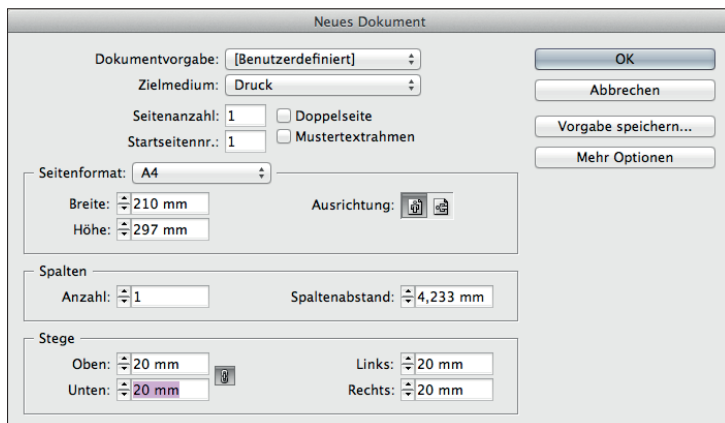 Neues Dokument
Dokumentvorgabe: [Benutzerdefiniert]
OK
Zielmedium: Druck
Abbrechen
Seitenanzahl: 1 Doppelseite
Vorgabe speichern...
Startseitennr.: 1 Mustertextrahmen
Mehr Optionen
Seitenformat: A4
Breite: 210 mm Ausrichtung:
Höhe: 297 mm
Spalten
Anzahl: 1 Spaltenabstand: 4,233 mm
Stege
Oben: 20 mm Links: 20 mm
Unten: 20 mm Rechts: 20 mm